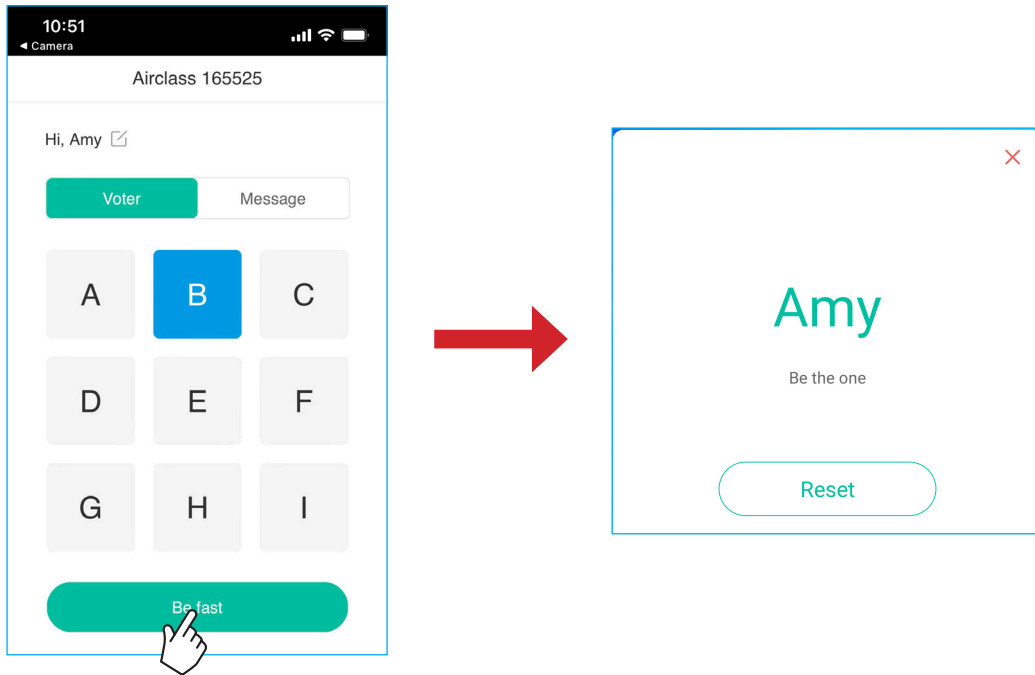 10:51
◄ Camera
Airclass 165525
Hi, Amy
Voter Message
A B C
D E F
G H I
Be fast
Amy
Be the one
Reset